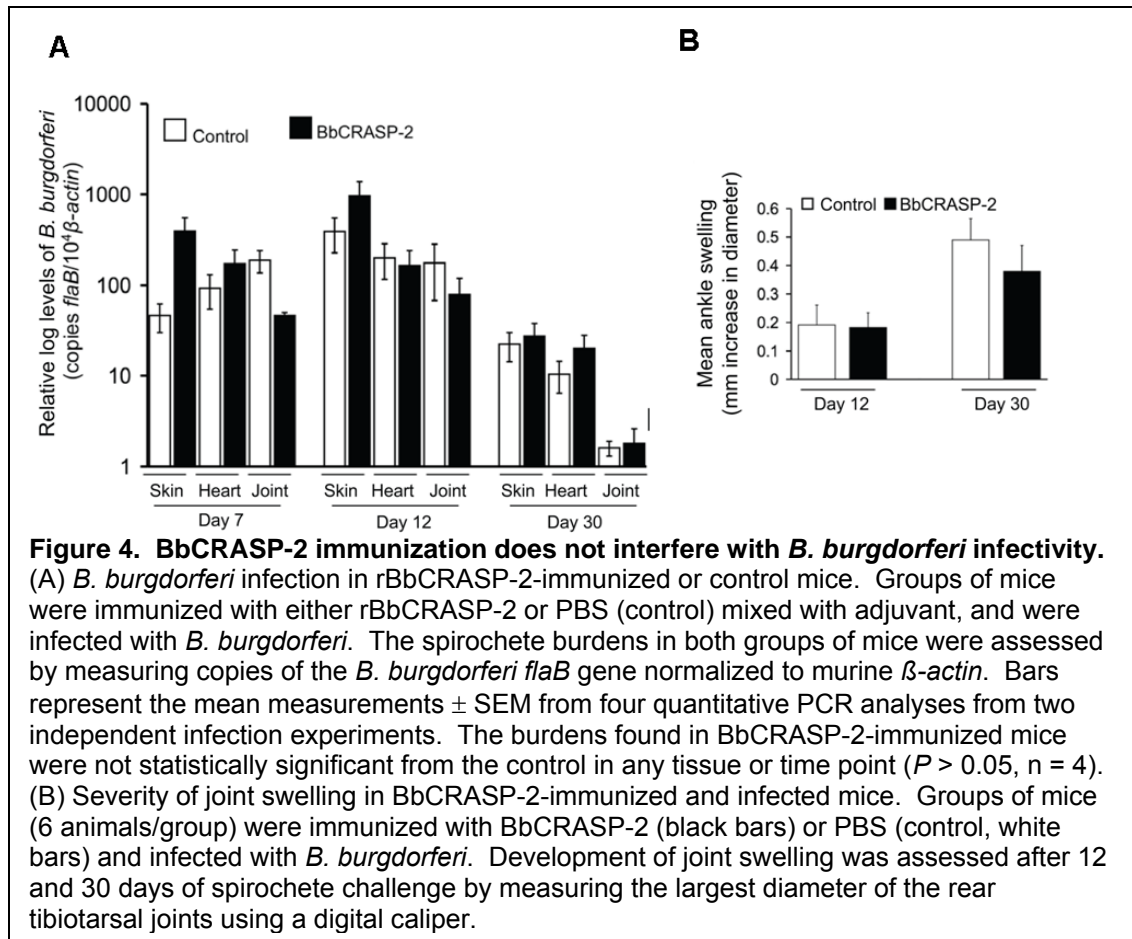 A
B
10000
1000
100
10
1
Relative log levels of B. burgdorferi
(copies flaB/10⁴β-actin)
Control
BbCRASP-2
Skin Heart Joint
Day 7
Skin Heart Joint
Day 12
Skin Heart Joint
Day 30
Mean ankle swelling
(mm increase in diameter)
0.6
0.5
0.4
0.3
0.2
0.1
0
Control
BbCRASP-2
Day 12
Day 30
Figure 4. BbCRASP-2 immunization does not interfere with B. burgdorferi infectivity.
(A) B. burgdorferi infection in rBbCRASP-2-immunized or control mice. Groups of mice
were immunized with either rBbCRASP-2 or PBS (control) mixed with adjuvant, and were
infected with B. burgdorferi. The spirochete burdens in both groups of mice were assessed
by measuring copies of the B. burgdorferi flaB gene normalized to murine ß-actin. Bars
represent the mean measurements ± SEM from four quantitative PCR analyses from two
independent infection experiments. The burdens found in BbCRASP-2-immunized mice
were not statistically significant from the control in any tissue or time point (P > 0.05, n = 4).
(B) Severity of joint swelling in BbCRASP-2-immunized and infected mice. Groups of mice
(6 animals/group) were immunized with BbCRASP-2 (black bars) or PBS (control, white
bars) and infected with B. burgdorferi. Development of joint swelling was assessed after 12
and 30 days of spirochete challenge by measuring the largest diameter of the rear
tibiotarsal joints using a digital caliper.